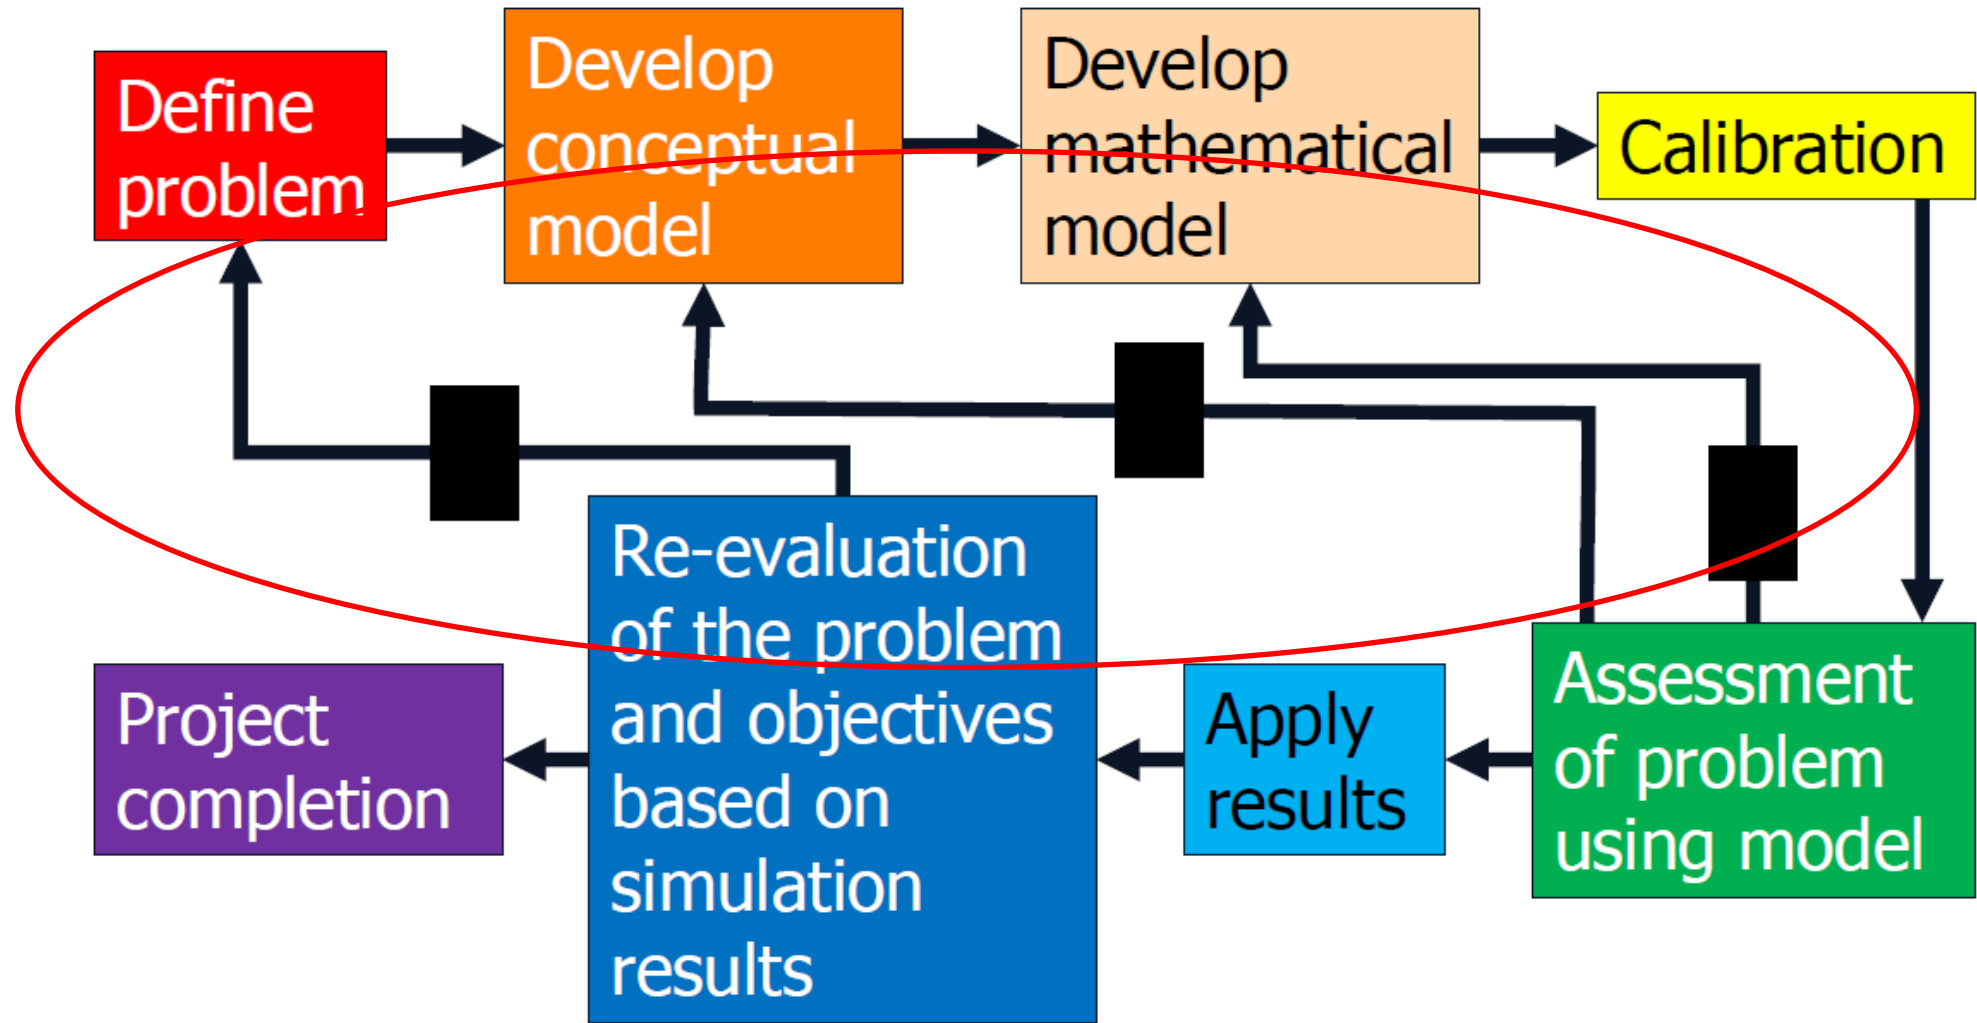 Define
problem
Develop
conceptual
model
Develop
mathematical
model
Calibration
Project
completion
Re-evaluation
of the problem
and objectives
based on
simulation
results
Apply
results
Assessment
of problem
using model